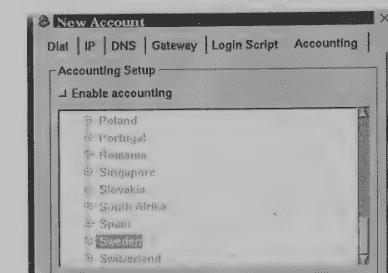 New Account
Dial IP DNS Gateway Login Script Accounting
Accounting Setup
Enable accounting
Poland
Portugal
Romania
Singapore
Slovakia
South Afrika
Spain
Sweden
Switzerland